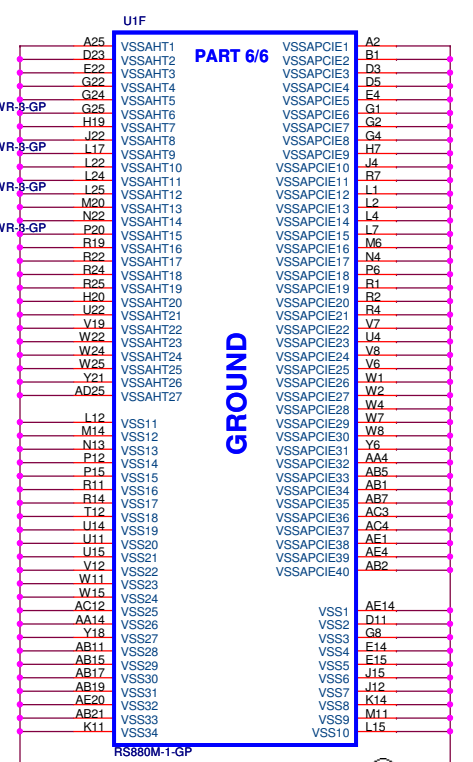 U1F
PART 6/6
A25 VSSAHT1 VSSAPCIE1 A2
D23 VSSAHT2 VSSAPCIE2 B1
E22 VSSAHT3 VSSAPCIE3 D3
G22 VSSAHT4 VSSAPCIE4 D5
G24 VSSAHT5 VSSAPCIE5 E4
WR-3-GP
G25 VSSAHT6 VSSAPCIE6 G1
H19 VSSAHT7 VSSAPCIE7 G2
J22 VSSAHT8 VSSAPCIE8 G4
WR-3-GP
L17 VSSAHT9 VSSAPCIE9 H7
L22 VSSAHT10 VSSAPCIE10 J4
L24 VSSAHT11 VSSAPCIE11 R7
WR-3-GP
L25 VSSAHT12 VSSAPCIE12 L1
M20 VSSAHT13 VSSAPCIE13 L2
N22 VSSAHT14 VSSAPCIE14 L4
WR-3-GP
P20 VSSAHT15 VSSAPCIE15 L7
R19 VSSAHT16 VSSAPCIE16 M6
R22 VSSAHT17 VSSAPCIE17 N4
R24 VSSAHT18 VSSAPCIE18 P6
R25 VSSAHT19 VSSAPCIE19 R1
H20 VSSAHT20 VSSAPCIE20 R2
U22 VSSAHT21 VSSAPCIE21 R4
V19 VSSAHT22 VSSAPCIE22 V7
W22 VSSAHT23 VSSAPCIE23 U4
W24 VSSAHT24 VSSAPCIE24 V8
W25 VSSAHT25 VSSAPCIE25 V6
Y21 VSSAHT26 VSSAPCIE26 W1
AD25 VSSAHT27 VSSAPCIE27 W2
VSSAPCIE28 W4
L12 VSS11 VSSAPCIE29 W7
M14 VSS12 VSSAPCIE30 W8
N13 VSS13 VSSAPCIE31 Y6
P12 VSS14 VSSAPCIE32 AA4
P15 VSS15 VSSAPCIE33 AB5
R11 VSS16 VSSAPCIE34 AB1
R14 VSS17 VSSAPCIE35 AB7
T12 VSS18 VSSAPCIE36 AC3
U14 VSS19 VSSAPCIE37 AC4
U11 VSS20 VSSAPCIE38 AE1
U15 VSS21 VSSAPCIE39 AE4
V12 VSS22 VSSAPCIE40 AB2
W11 VSS23
W15 VSS24
AC12 VSS25 VSS1 AE14
AA14 VSS26 VSS2 D11
Y18 VSS27 VSS3 G8
AB11 VSS28 VSS4 E14
AB15 VSS29 VSS5 E15
AB17 VSS30 VSS6 J15
AB19 VSS31 VSS7 J12
AE20 VSS32 VSS8 K14
AB21 VSS33 VSS9 M11
K11 VSS34 VSS10 L15
GROUND
RS880M-1-GP